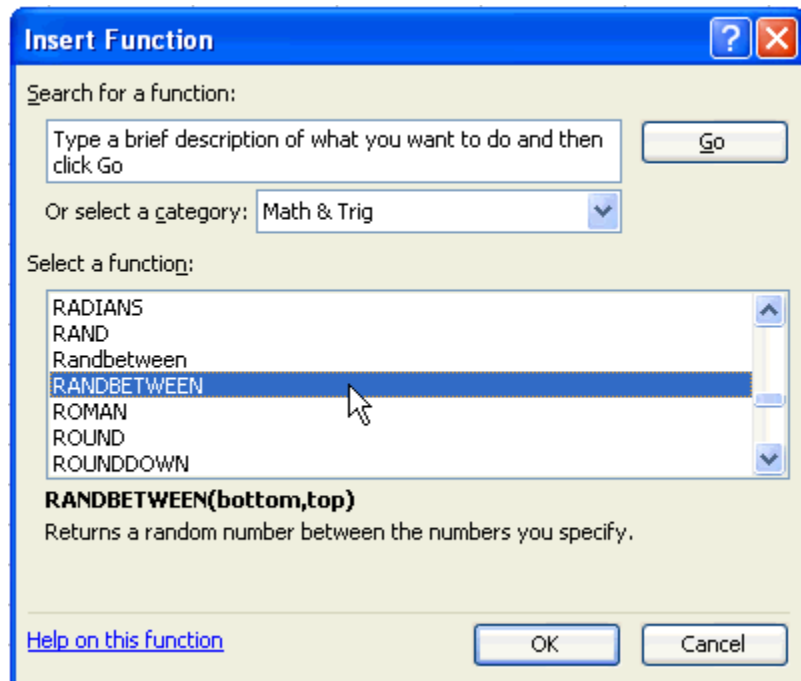 Insert Function
Search for a function:
Type a brief description of what you want to do and then
click Go
Go
Or select a category: Math & Trig
Select a function:
RADIANS
RAND
Randbetween
RANDBETWEEN
ROMAN
ROUND
ROUNDDOWN
RANDBETWEEN(bottom,top)
Returns a random number between the numbers you specify.
Help on this function
OK
Cancel